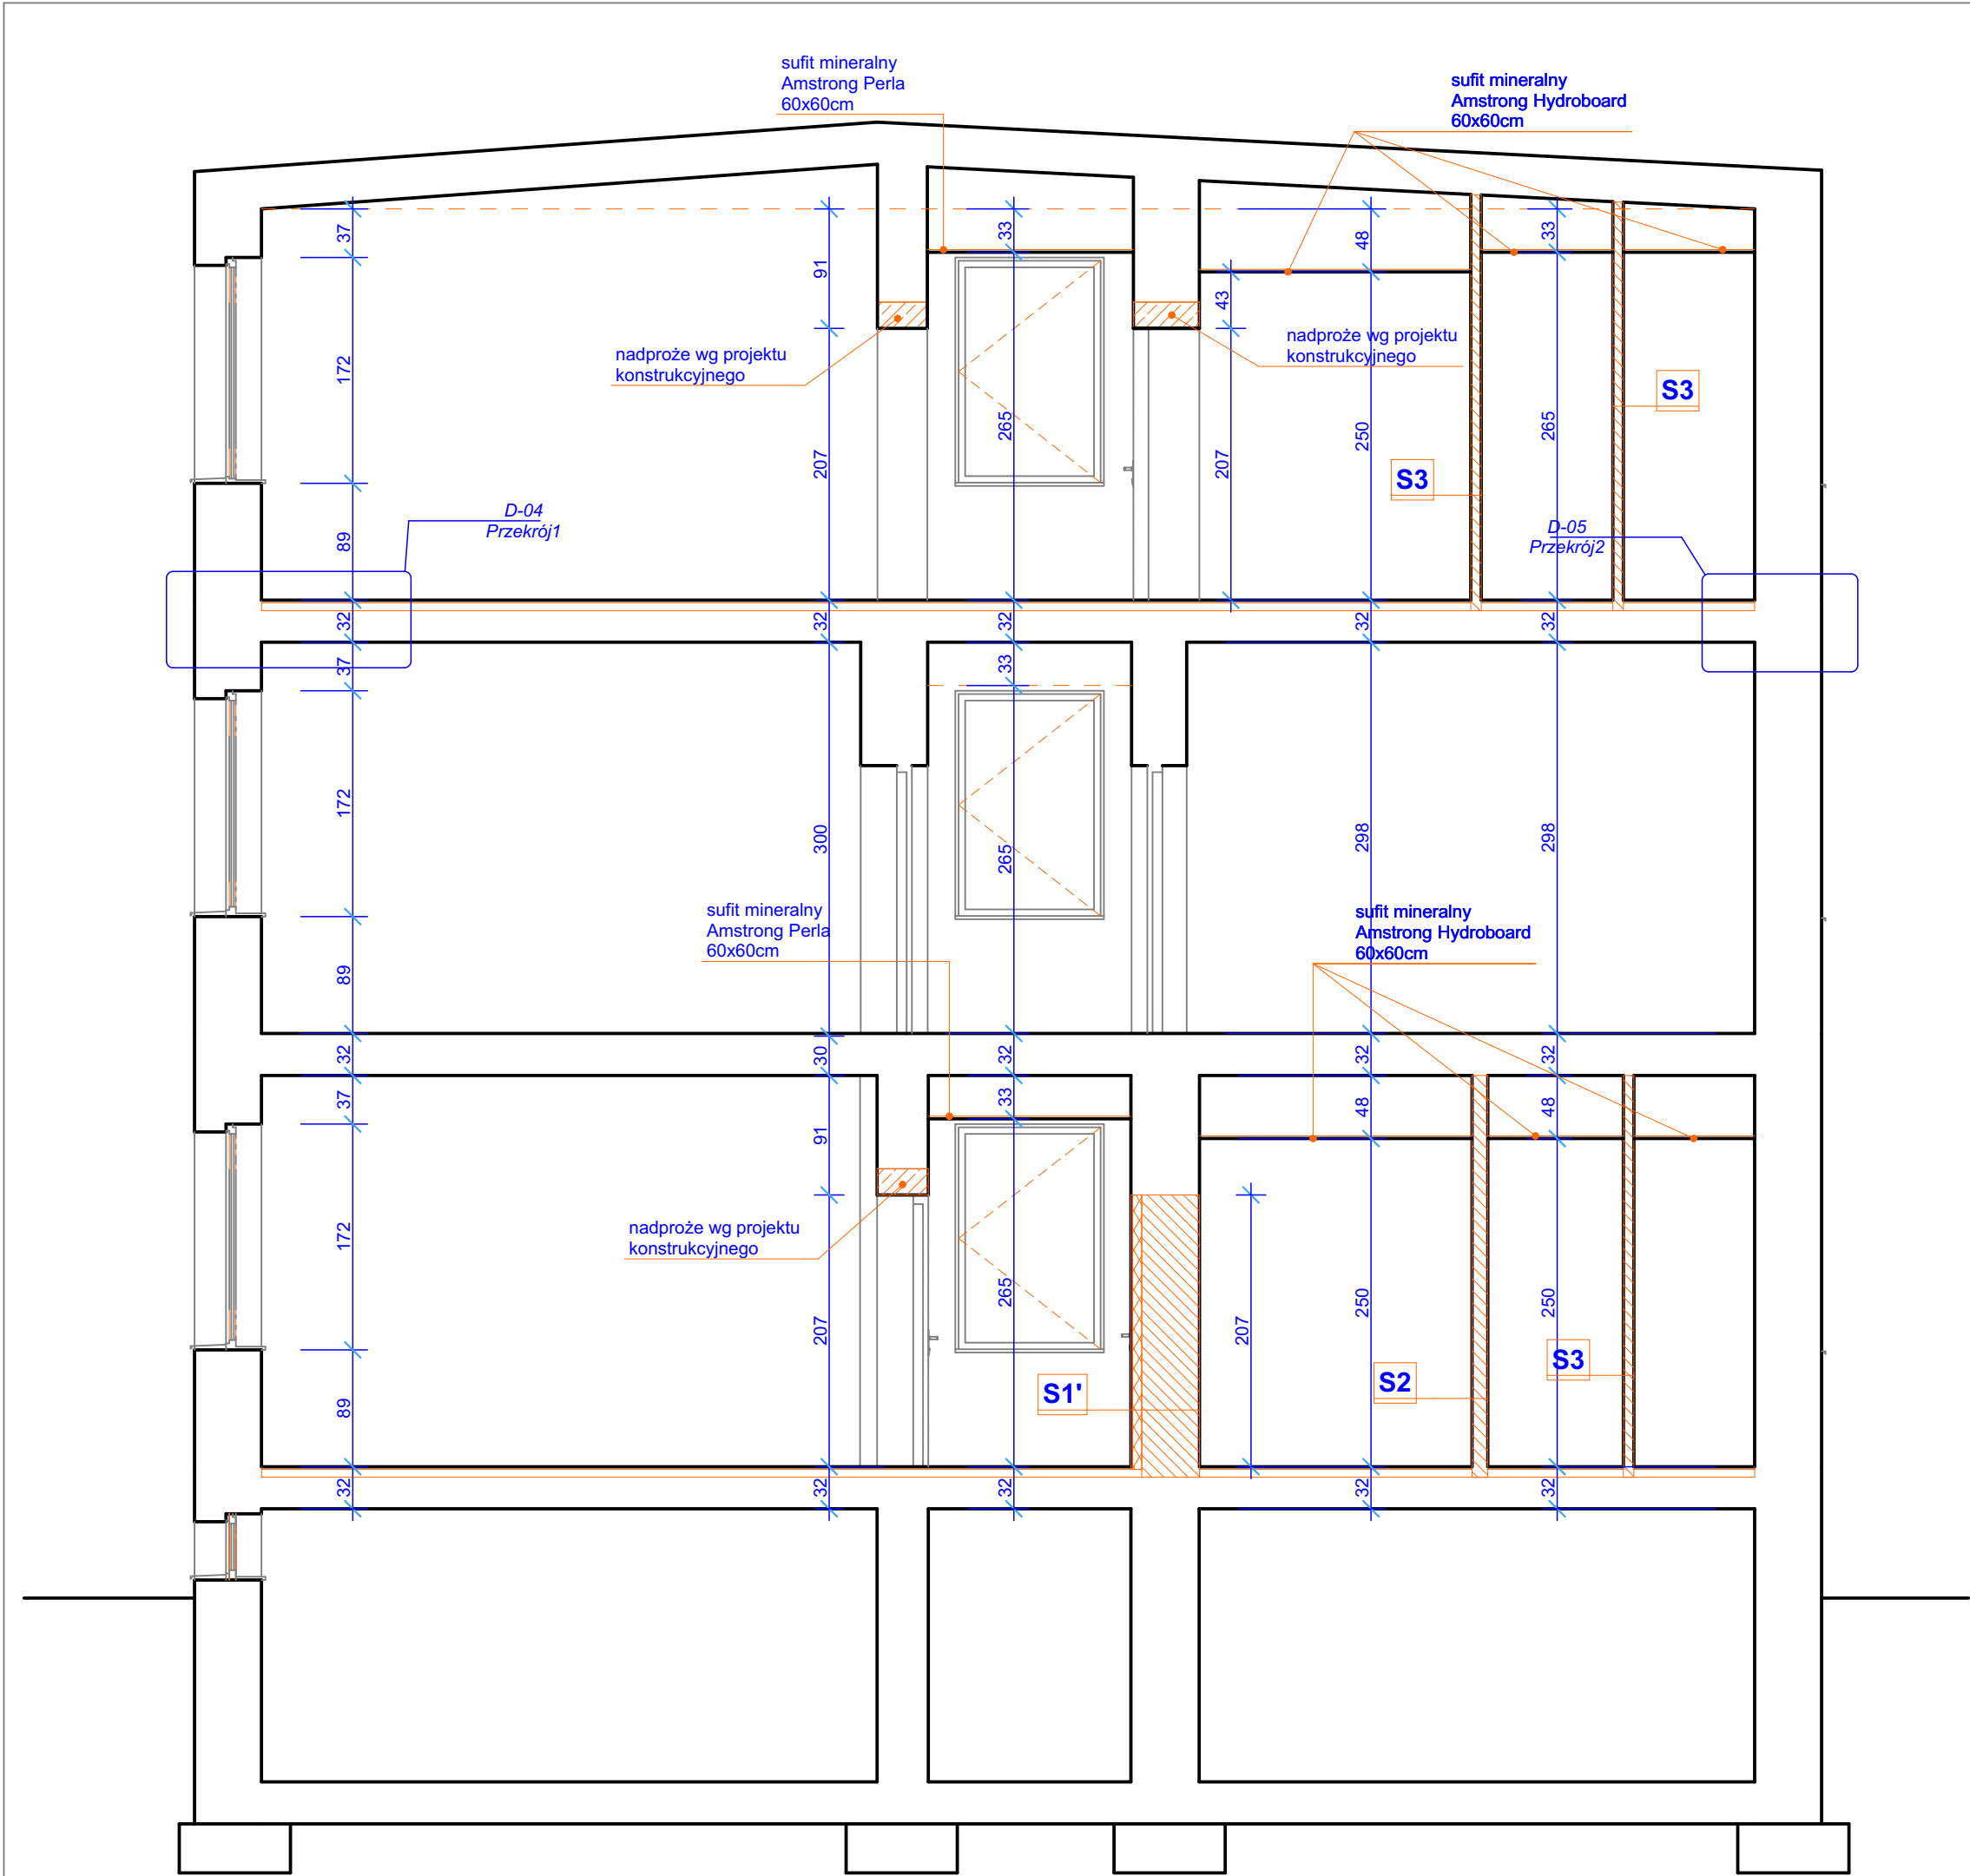 sufit mineralny
Amstrong Perla
60x60cm
sufit mineralny
Amstrong Hydroboard
60x60cm
37
91
33
48
33
43
nadproże wg projektu
konstrukcyjnego
nadproże wg projektu
konstrukcyjnego
172
207
265
207
250
265
S3
S3
D-04
Przekrój1
D-05
Przekrój2
89
32
32
32
32
32
37
33
172
300
265
298
298
sufit mineralny
Amstrong Perla
60x60cm
sufit mineralny
Amstrong Hydroboard
60x60cm
89
32
30
32
32
32
37
91
33
48
48
nadproże wg projektu
konstrukcyjnego
172
207
265
207
250
250
S1'
S2
S3
89
32
32
32
32
32